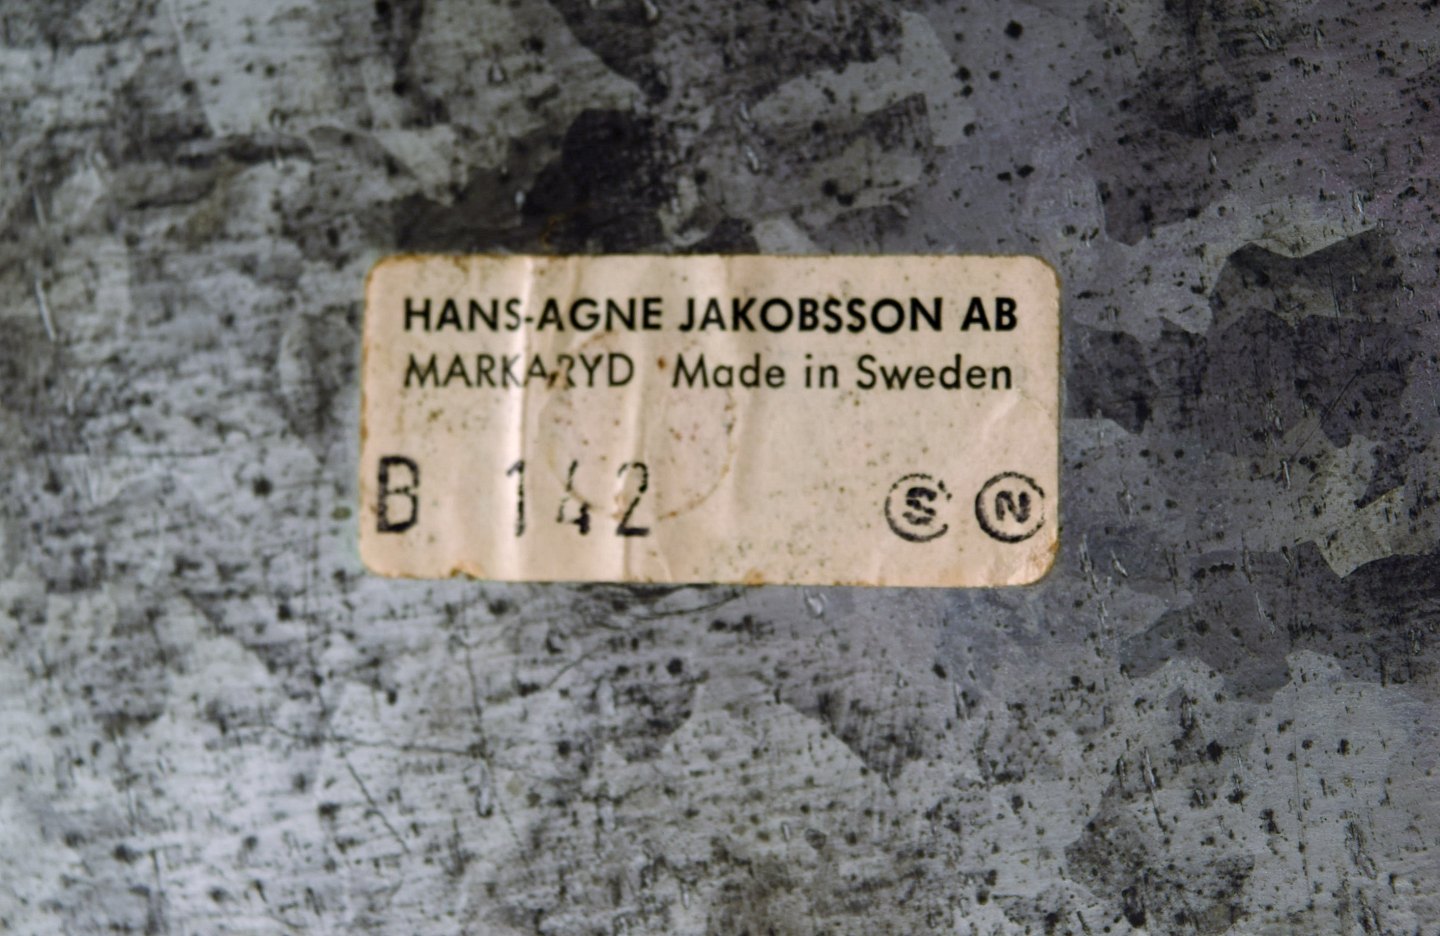 HANS-AGNE JAKOBSSON AB
MARKARYD · Made in Sweden
B 142 S N